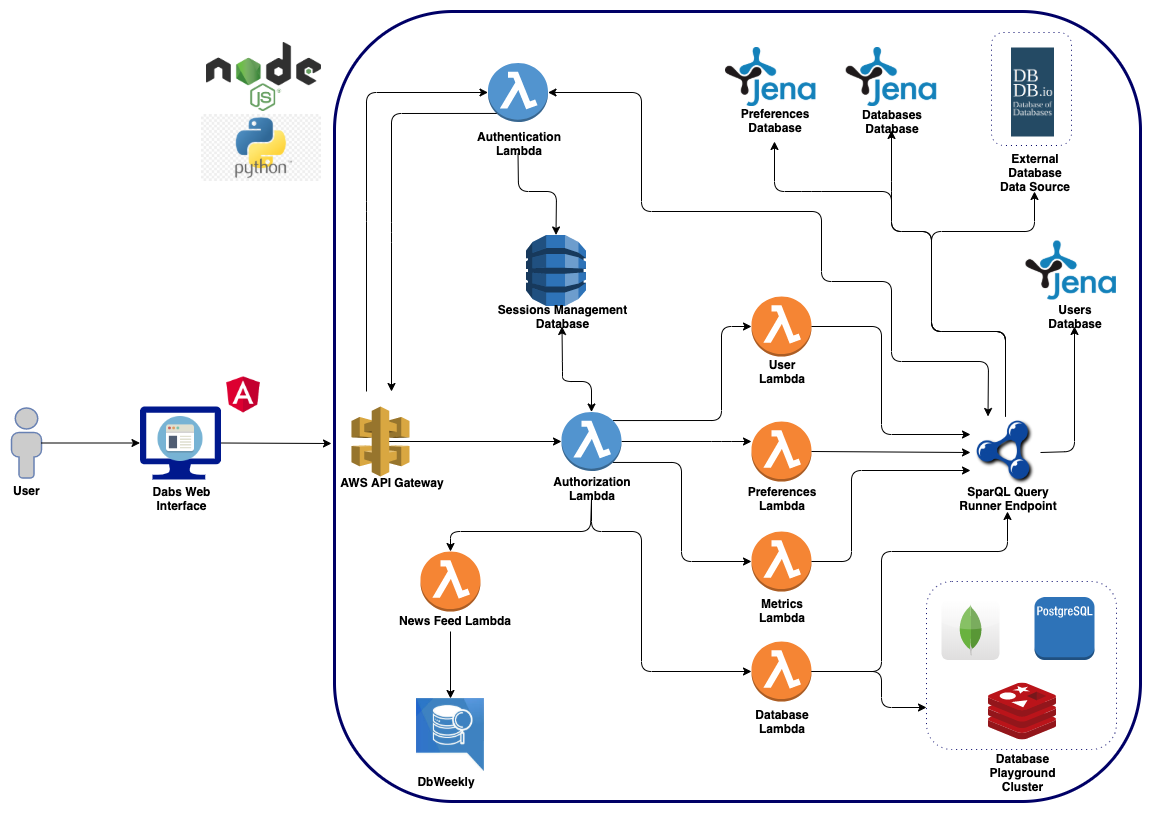 node
JS
python
Authentication
Lambda
Jena
Preferences
Database
Jena
Databases
Database
DB
DB.io
Database of
Databases
External
Database
Data Source
Sessions Management
Database
Jena
Users
Database
User
Lambda
A
User
Dabs Web
Interface
AWS API Gateway
Authorization
Lambda
Preferences
Lambda
SparQL Query
Runner Endpoint
News Feed Lambda
Metrics
Lambda
PostgreSQL
Database
Lambda
DbWeekly
Database
Playground
Cluster